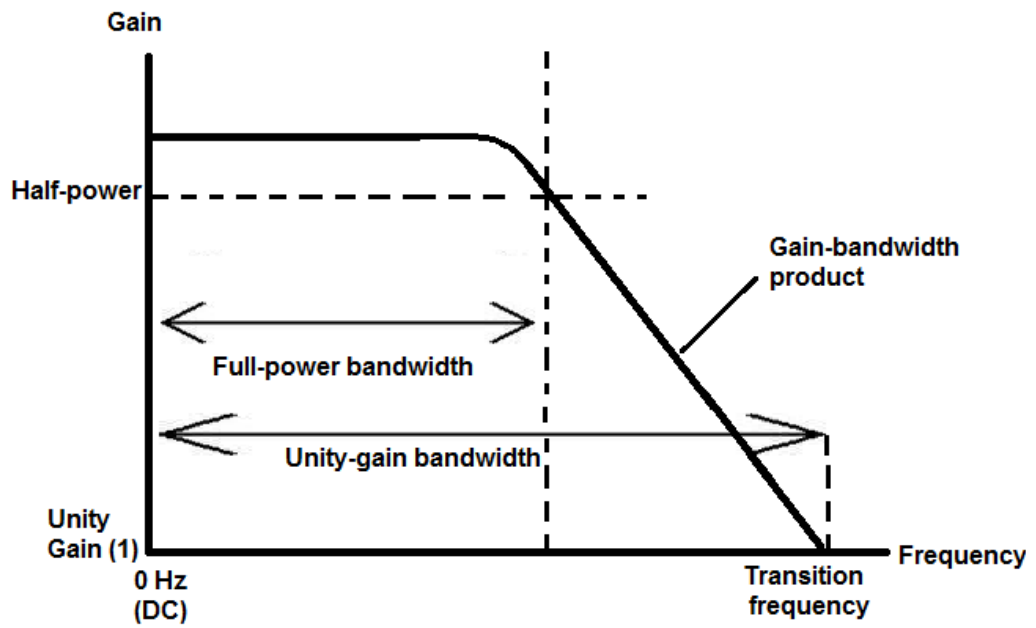 Gain
Half-power
Gain-bandwidth
product
Full-power bandwidth
Unity-gain bandwidth
Unity
Gain (1)
Frequency
0 Hz
(DC)
Transition
frequency